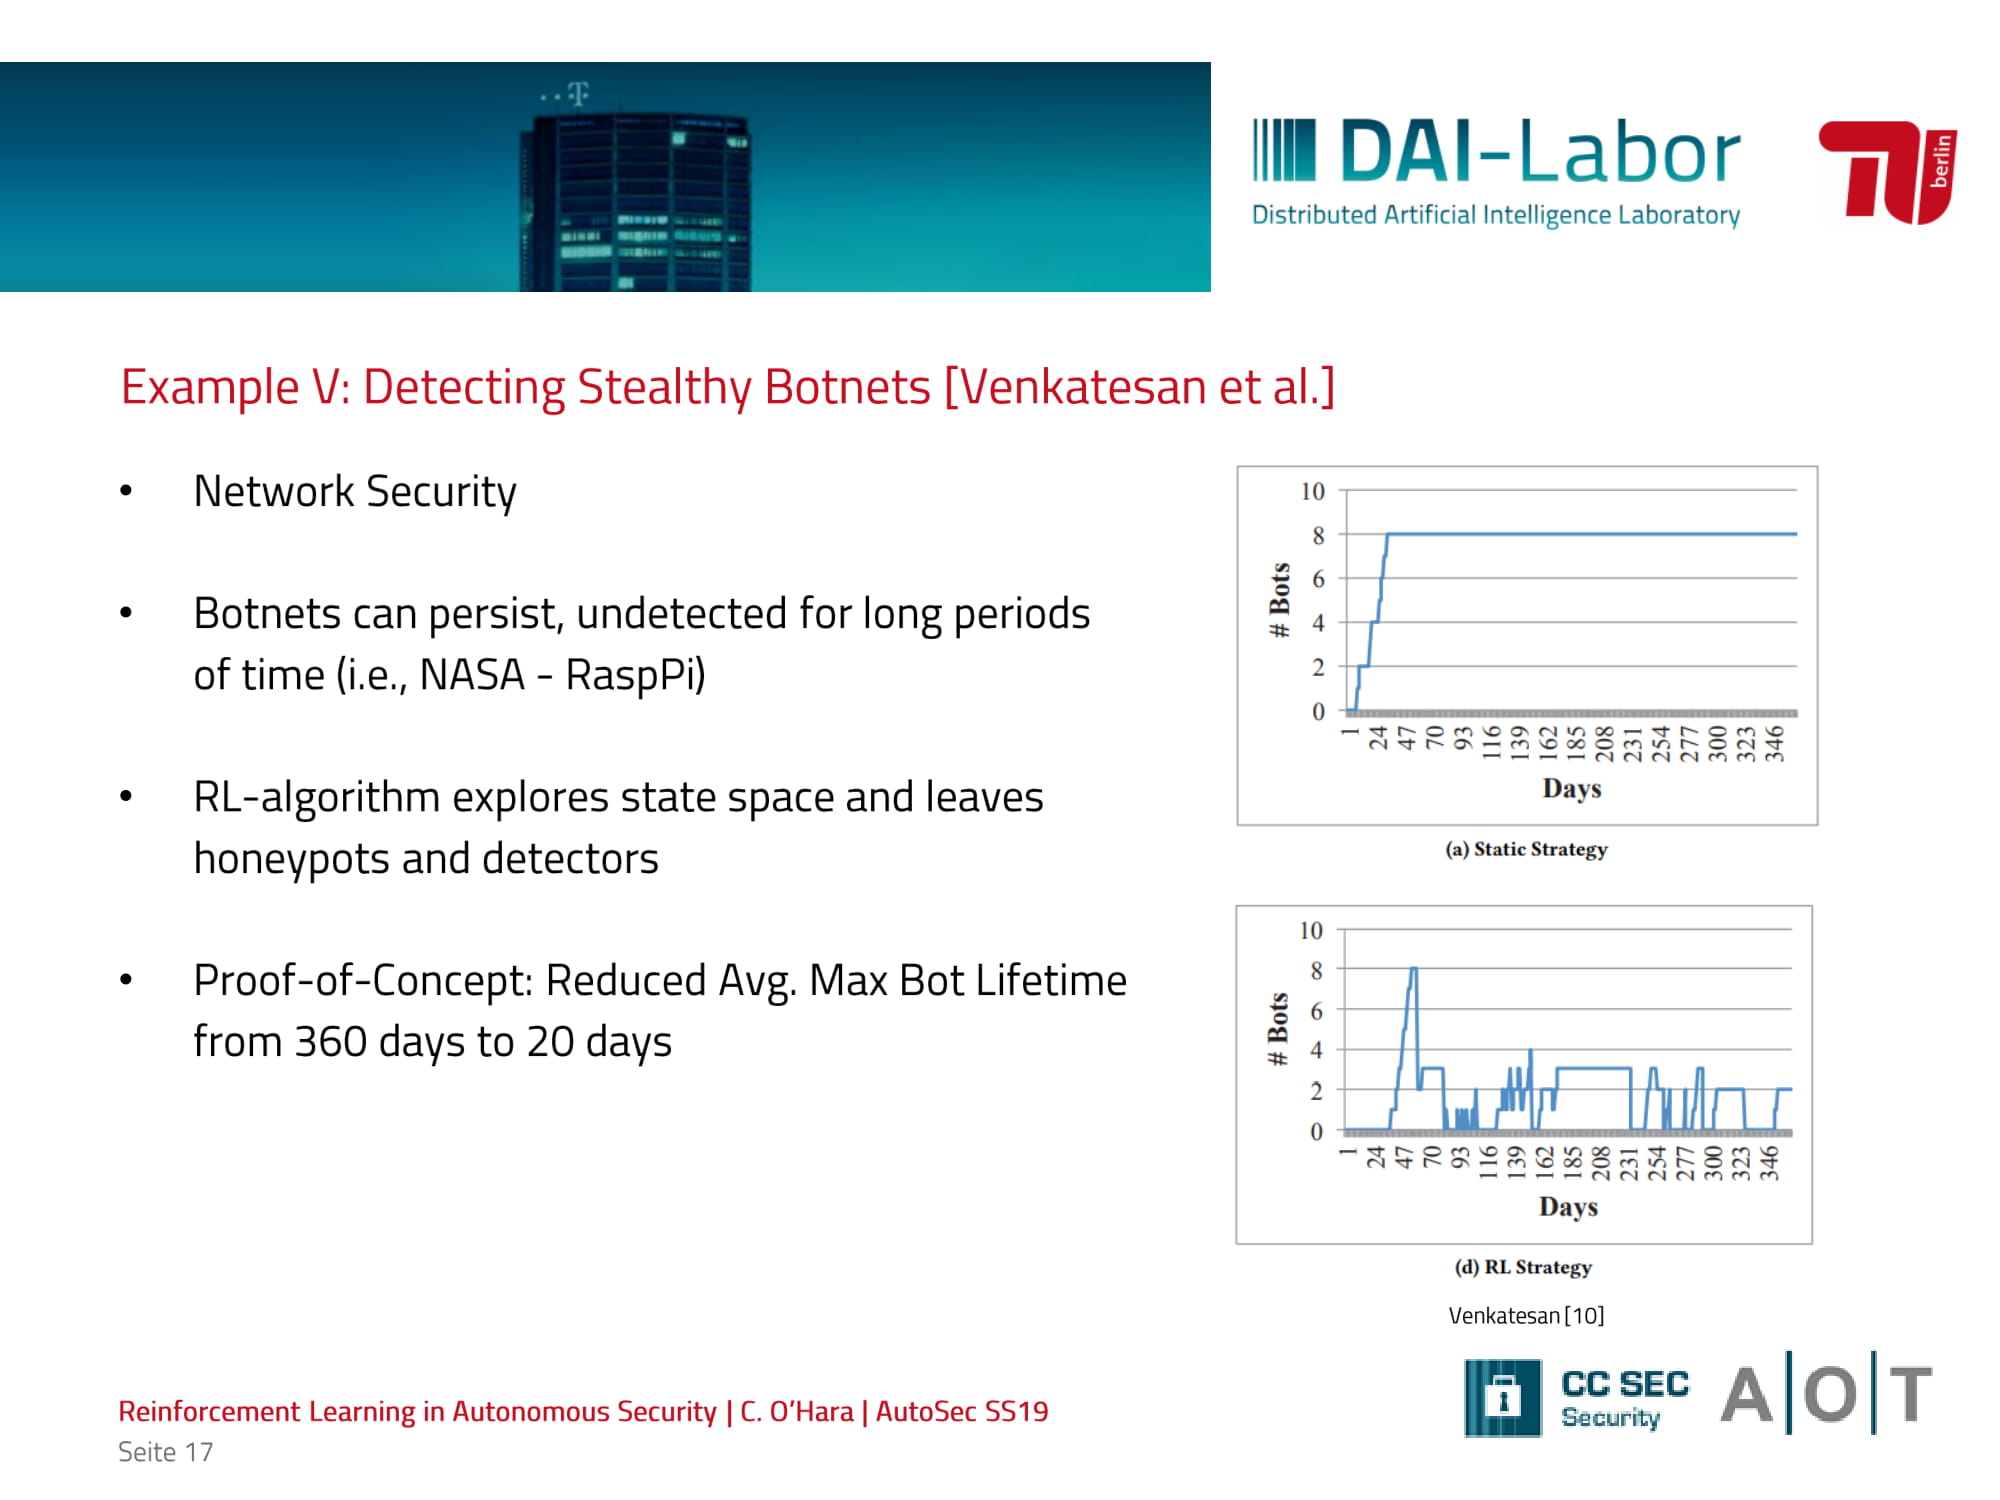 T
DAI-Labor
Distributed Artificial Intelligence Laboratory
berlin
Example V: Detecting Stealthy Botnets [Venkatesan et al.]
• Network Security
• Botnets can persist, undetected for long periods
of time (i.e., NASA - RaspPi)
• RL-algorithm explores state space and leaves
honeypots and detectors
• Proof-of-Concept: Reduced Avg. Max Bot Lifetime
from 360 days to 20 days
10
8
6
4
2
0
# Bots
1 24 47 70 93 116 139 162 185 208 231 254 277 300 323 346
Days
(a) Static Strategy
10
8
6
4
2
0
# Bots
1 24 47 70 93 116 139 162 185 208 231 254 277 300 323 346
Days
(d) RL Strategy
Venkatesan [10]
CC SEC
Security
A|O|T
Reinforcement Learning in Autonomous Security | C. O'Hara | AutoSec SS19
Seite 17